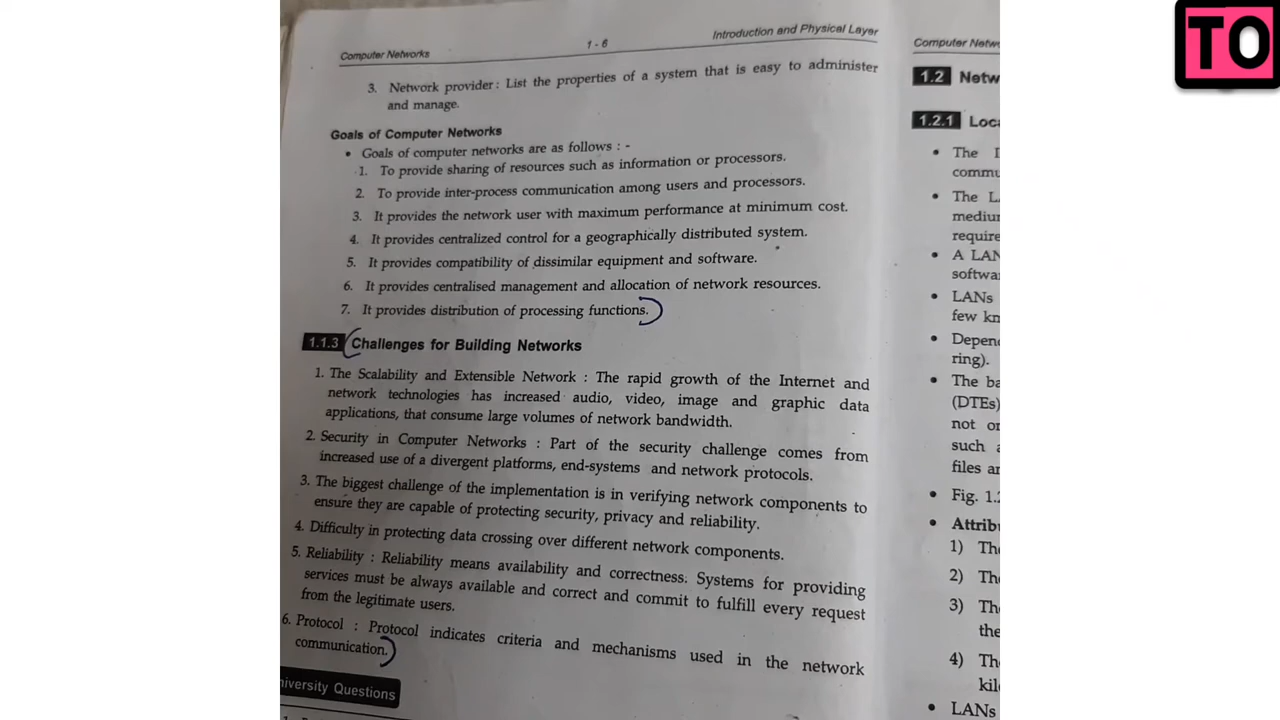 TO
Computer Networks
1 - 6
Introduction and Physical Layer
3. Network provider : List the properties of a system that is easy to administer
and manage.
Goals of Computer Networks
• Goals of computer networks are as follows : -
1. To provide sharing of resources such as information or processors.
2. To provide inter-process communication among users and processors.
3. It provides the network user with maximum performance at minimum cost.
4. It provides centralized control for a geographically distributed system.
5. It provides compatibility of dissimilar equipment and software.
6. It provides centralised management and allocation of network resources.
7. It provides distribution of processing functions.
1.1.3 Challenges for Building Networks
1. The Scalability and Extensible Network : The rapid growth of the Internet and
network technologies has increased audio, video, image and graphic data
applications, that consume large volumes of network bandwidth.
2. Security in Computer Networks : Part of the security challenge comes from
increased use of a divergent platforms, end-systems and network protocols.
3. The biggest challenge of the implementation is in verifying network components to
ensure they are capable of protecting security, privacy and reliability.
4. Difficulty in protecting data crossing over different network components.
5. Reliability : Reliability means availability and correctness. Systems for providing
services must be always available and correct and commit to fulfill every request
from the legitimate users.
6. Protocol : Protocol indicates criteria and mechanisms used in the network
communication.
niversity Questions
Computer Netwo
1.2 Netw
1.2.1 Loca
• The
commu
• The
mediun
require
• A LAN
softwa
• LANs
few kn
• Depend
ring).
• The ba
(DTEs)
not or
such
files an
• Fig. 1.2
• Attribu
1) The
2) The
3) The
the
4) The
kil
• LANs